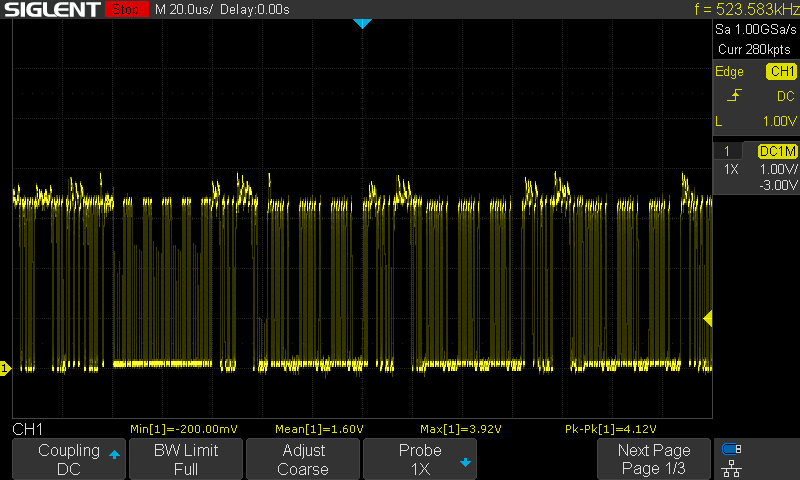 SIGLENT Stop M 20.0us/ Delay:0.00s f = 523.583kHz
Sa 1.00GSa/s
Curr 280kpts
Edge CH1
DC
L 1.00V
1 DC1M
1X 1.00V/
-3.00V
1
CH1 Min[1]=-200.00mV Mean[1]=1.60V Max[1]=3.92V Pk-Pk[1]=4.12V
Coupling BW Limit Adjust Probe Next Page
DC Full Coarse 1X Page 1/3